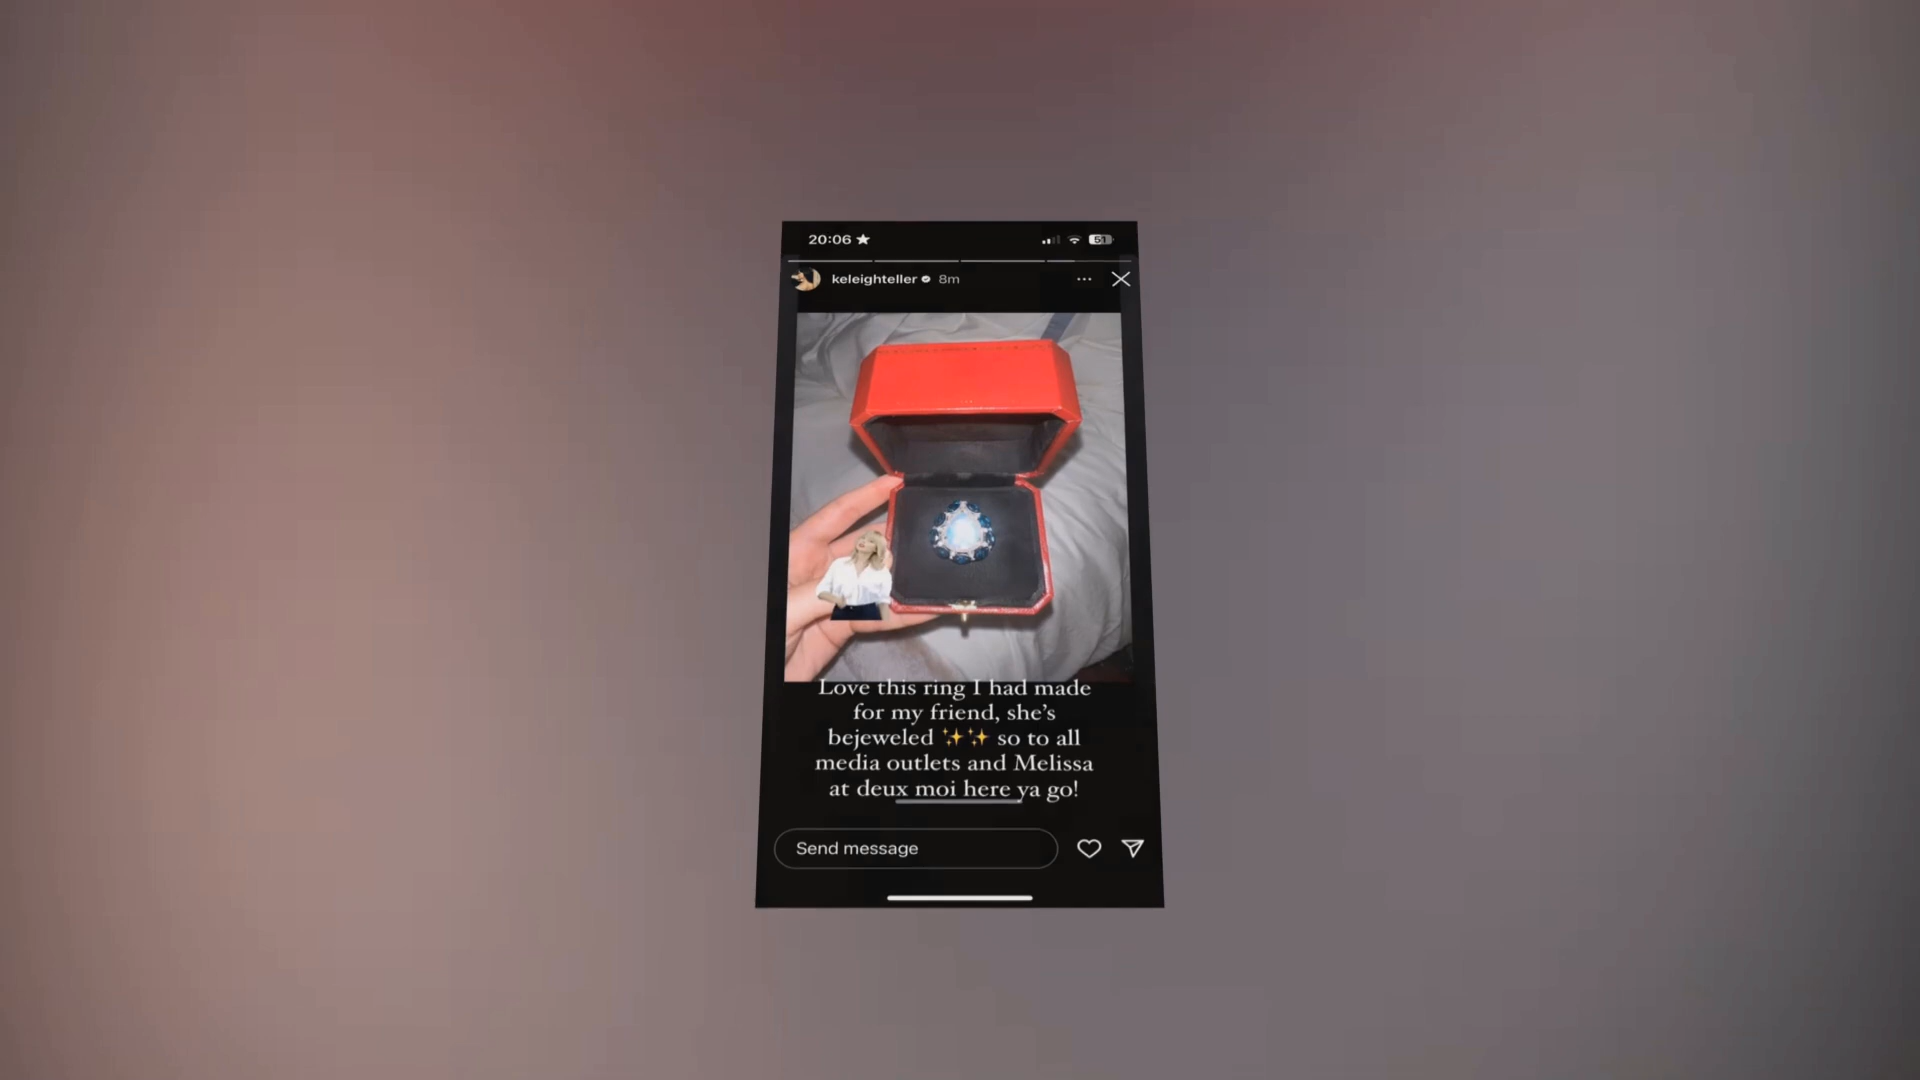 20:06 ★
51
keleighteller 8m
Love this ring I had made
for my friend, she's
bejeweled ✨✨ so to all
media outlets and Melissa
at deux moi here ya go!
Send message